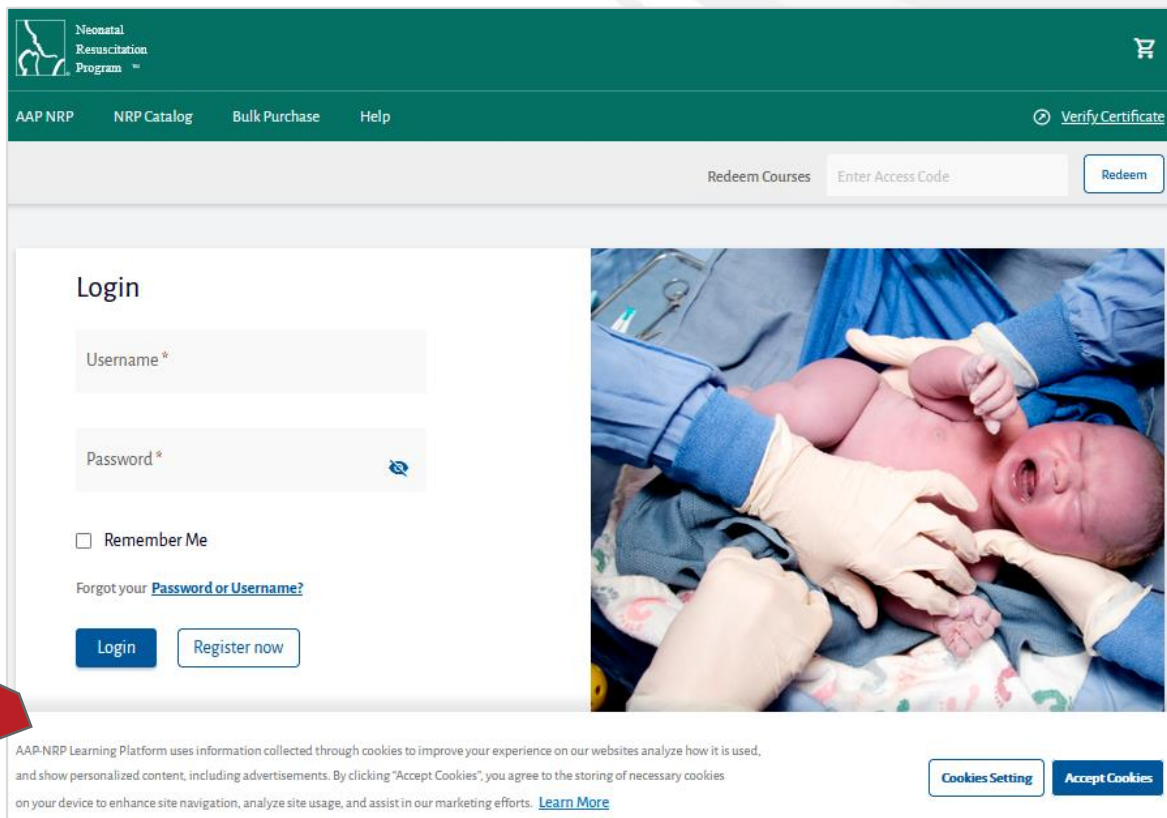 Neonatal
Resuscitation
Program ™
AAP NRP NRP Catalog Bulk Purchase Help Verify Certificate
Redeem Courses Enter Access Code Redeem
Login
Username *
Password *
Remember Me
Forgot your Password or Username?
Login Register now
AAP-NRP Learning Platform uses information collected through cookies to improve your experience on our websites analyze how it is used,
and show personalized content, including advertisements. By clicking “Accept Cookies”, you agree to the storing of necessary cookies
on your device to enhance site navigation, analyze site usage, and assist in our marketing efforts. Learn More
Cookies Setting Accept Cookies